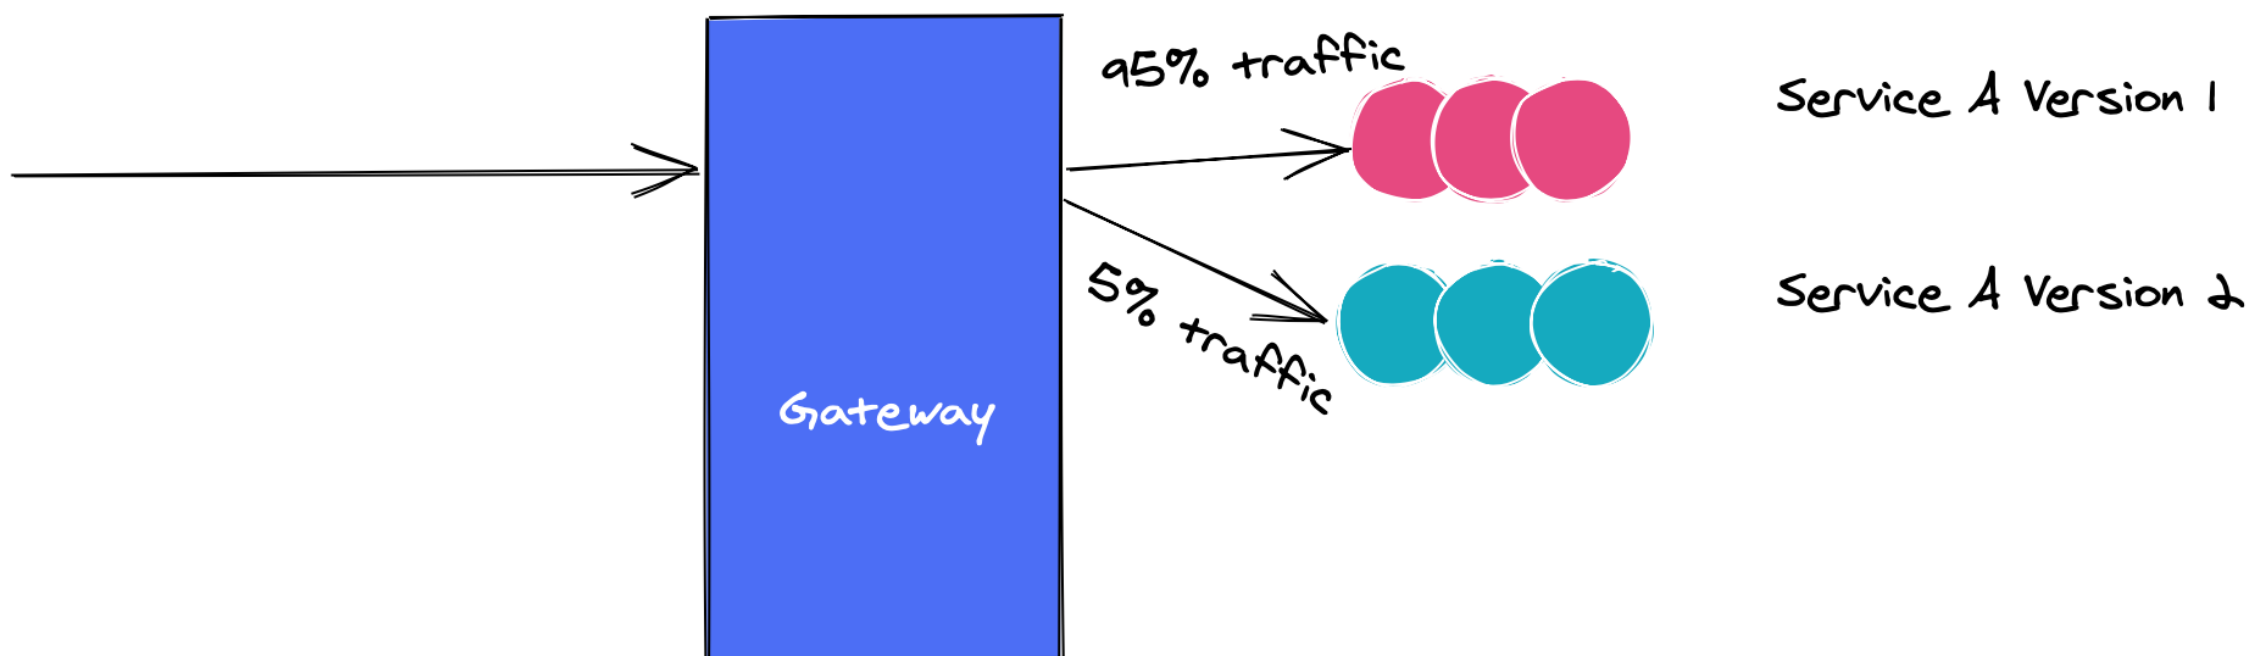 95% traffic
Service A Version 1
5% traffic
Service A Version 2
Gateway